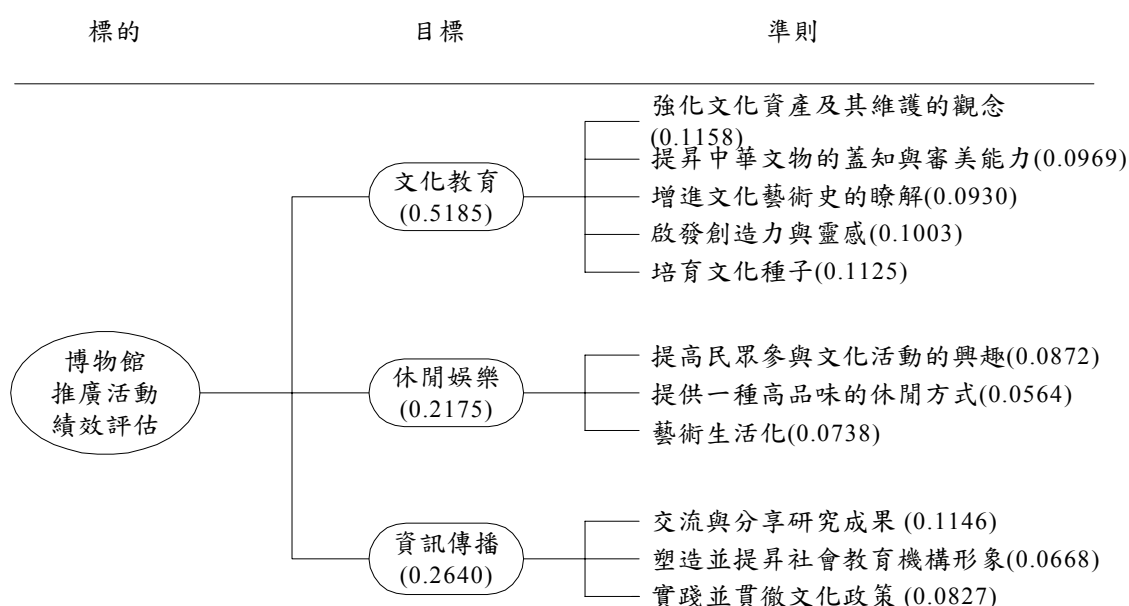 標的 目標 準則
強化文化資產及其維護的觀念
(0.1158)
提昇中華文物的蓋知與審美能力(0.0969)
文化教育
(0.5185)
增進文化藝術史的瞭解(0.0930)
啟發創造力與靈感(0.1003)
培育文化種子(0.1125)
博物館
推廣活動
績效評估
休閒娛樂
(0.2175)
提高民眾參與文化活動的興趣(0.0872)
提供一種高品味的休閒方式(0.0564)
藝術生活化(0.0738)
資訊傳播
(0.2640)
交流與分享研究成果 (0.1146)
塑造並提昇社會教育機構形象(0.0668)
實踐並貫徹文化政策 (0.0827)